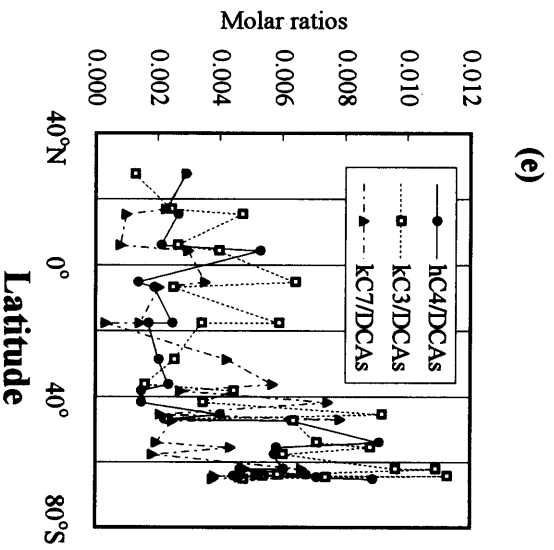 (e)
Molar ratios
0.012
0.010
0.008
0.006
0.004
0.002
0.000
hC4/DCAs
kC3/DCAs
kC7/DCAs
40°N
0°
40°
80°S
Latitude